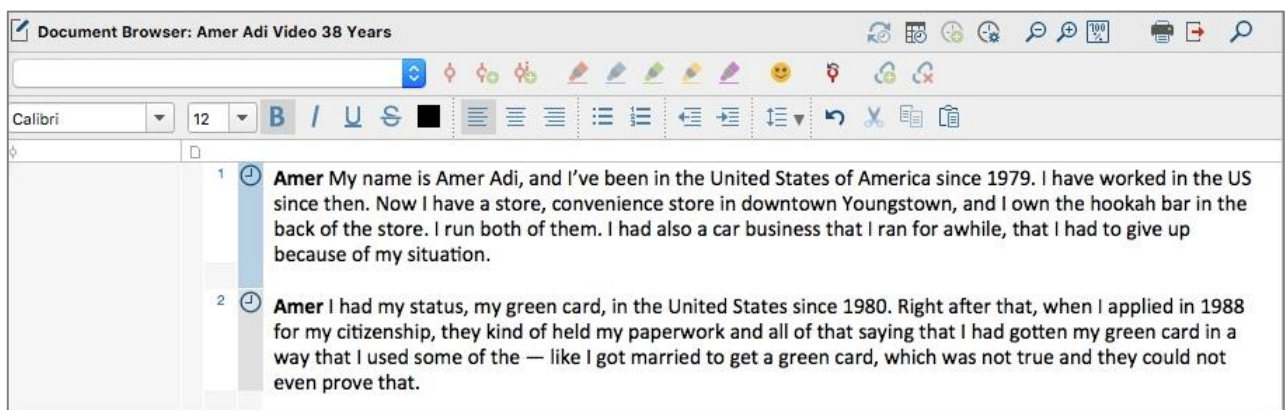 Document Browser: Amer Adi Video 38 Years
100%
Calibri 12 B I U S
1 Amer My name is Amer Adi, and I've been in the United States of America since 1979. I have worked in the US
since then. Now I have a store, convenience store in downtown Youngstown, and I own the hookah bar in the
back of the store. I run both of them. I had also a car business that I ran for awhile, that I had to give up
because of my situation.
2 Amer I had my status, my green card, in the United States since 1980. Right after that, when I applied in 1988
for my citizenship, they kind of held my paperwork and all of that saying that I had gotten my green card in a
way that I used some of the — like I got married to get a green card, which was not true and they could not
even prove that.